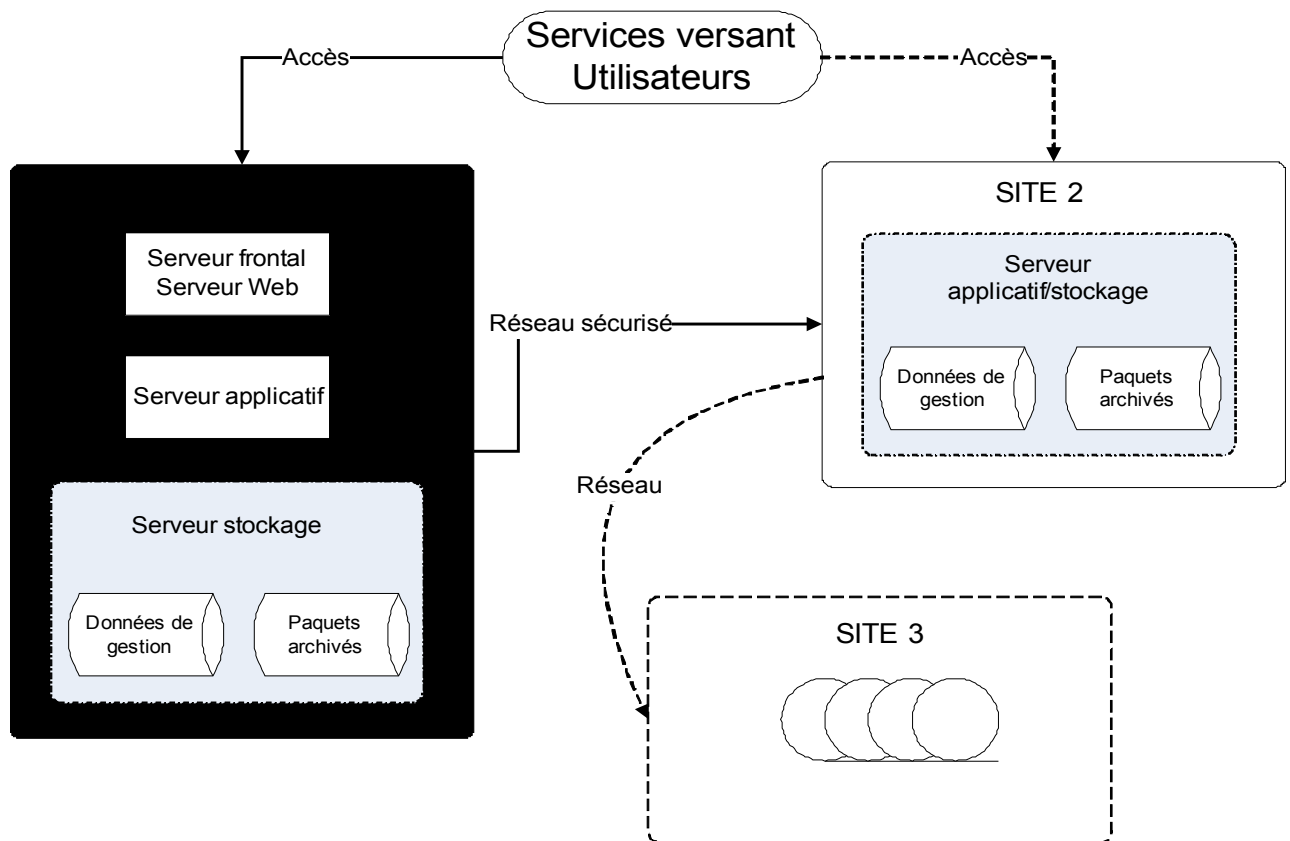 Services versant
Utilisateurs
Accès
Accès
Serveur frontal
Serveur Web
Serveur applicatif
Serveur stockage
Données de
gestion
Paquets
archivés
Réseau sécurisé
SITE 2
Serveur
applicatif/stockage
Données de
gestion
Paquets
archivés
Réseau
SITE 3